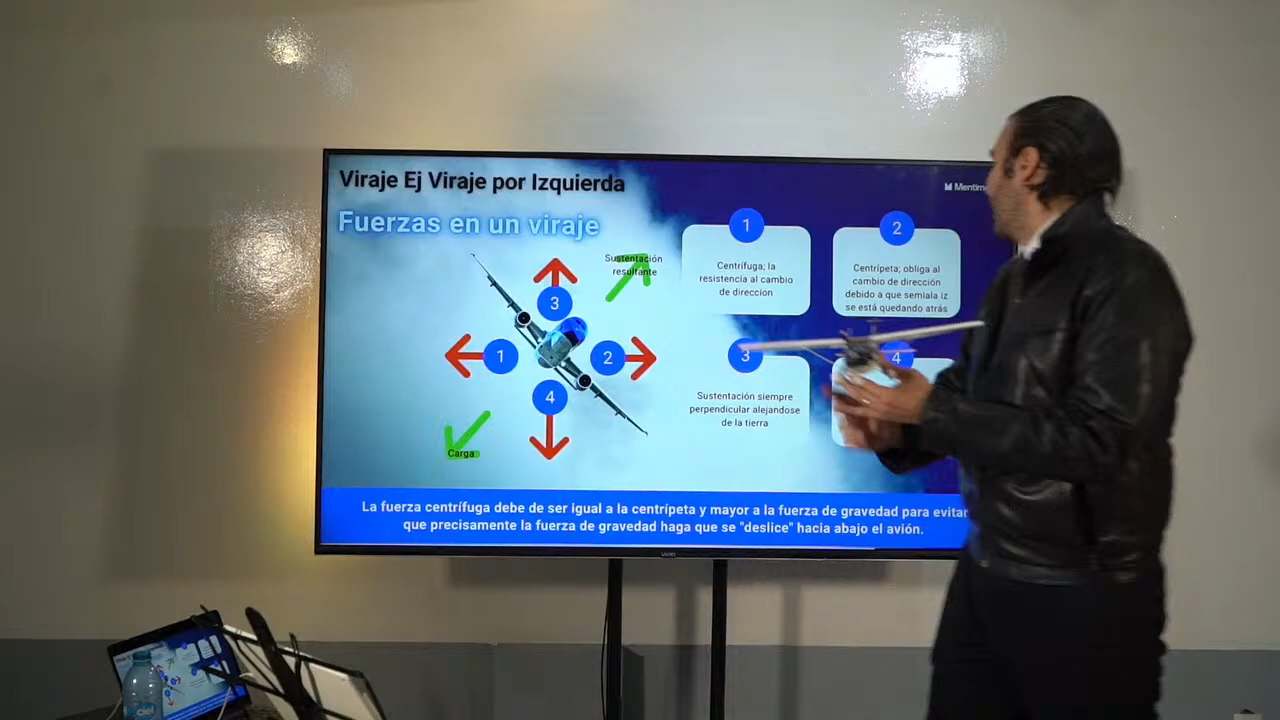 Viraje Ej Viraje por Izquierda
Fuerzas en un viraje
Sustentación
resultante
3
1
2
4
Carga
1
Centrífuga; la
resistencia al cambio
de direccion
2
Centrípeta; obliga al
cambio de dirección
debido a que semiala iz
se está quedando atrás
3
Sustentación siempre
perpendicular alejandose
de la tierra
4
La fuerza centrífuga debe de ser igual a la centrípeta y mayor a la fuerza de gravedad para evitar
que precisamente la fuerza de gravedad haga que se "deslice" hacia abajo el avión.
ciel